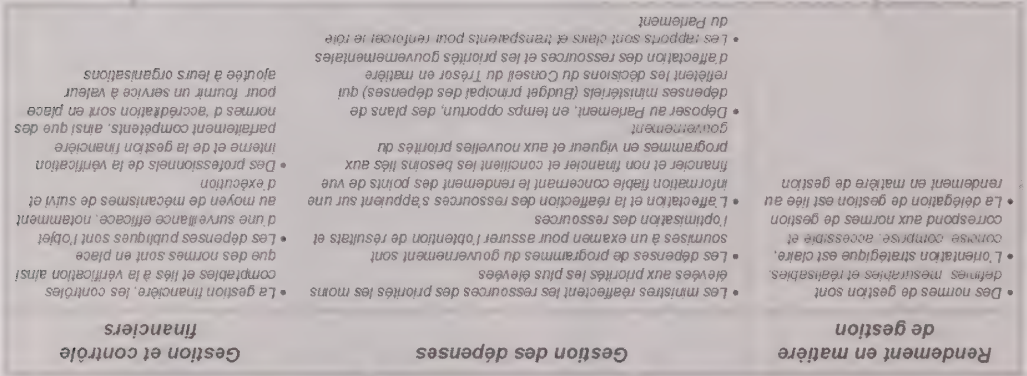 Rendement en matière
de gestion
• Des normes de gestion sont
définies, mesurables et réalisables.
• L'orientation stratégique est claire,
concise, comprise, accessible et
correspond aux normes de gestion
• La délégation de gestion est liée au
rendement en matière de gestion
Gestion des dépenses
• Les ministres réaffectent les ressources des priorités les moins
élevées aux priorités les plus élevées
• Les dépenses de programmes du gouvernement sont
soumises à un examen pour assurer l'obtention de résultats et
l'optimisation des ressources
• L'affectation et la réaffection des ressources s'appuient sur une
information fiable concernant le rendement des points de vue
financier et non financier et concilient les besoins liés aux
programmes en vigueur et aux nouvelles priorités du
gouvernement
• Déposer au Parlement, en temps opportun, des plans de
dépenses ministériels (Budget principal des dépenses) qui
reflètent les décisions du Conseil du Trésor en matière
d'affectation des ressources et les priorités gouvernementales
• Les rapports sont clairs et transparents pour renforcer le rôle
du Parlement
Gestion et contrôle
financiers
• La gestion financière, les contrôles
comptables et liés à la vérification ainsi
que des normes sont en place
• Les dépenses publiques sont l'objet
d'une surveillance efficace, notamment
au moyen de mécanismes de suivi et
d'exécution
• Des professionnels de la vérification
interne et de la gestion financière
parfaitement compétents, ainsi que des
normes d'accréditation sont en place
pour fournir un service à valeur
ajoutée à leurs organisations